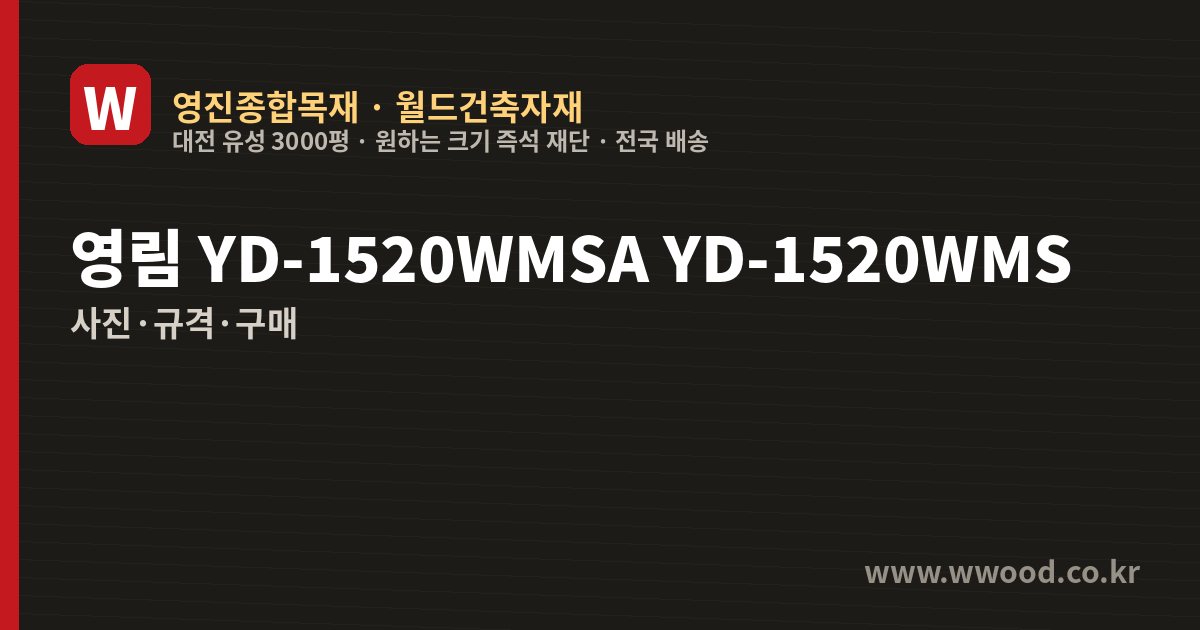 W
영진종합목재 · 월드건축자재
대전 유성 3000평 · 원하는 크기 즉석 재단 · 전국 배송
영림 YD-1520WMSA YD-1520WMS
사진·규격·구매
www.wwood.co.kr